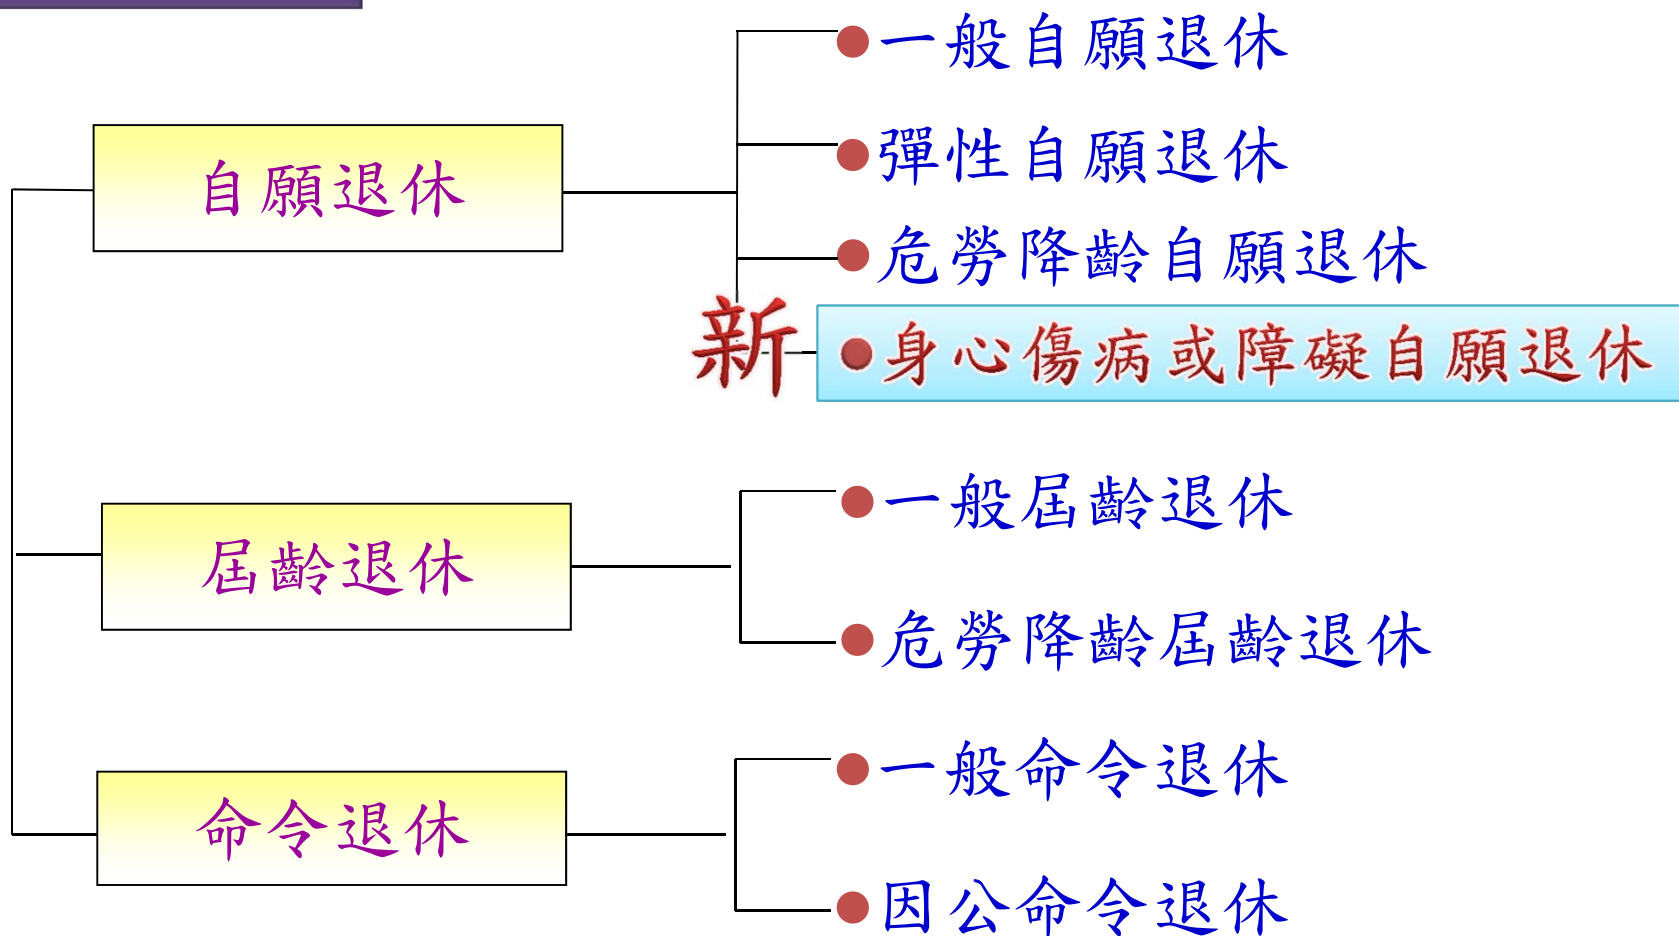 自願退休
一般自願退休
彈性自願退休
危勞降齡自願退休
新
身心傷病或障礙自願退休
屆齡退休
一般屆齡退休
危勞降齡屆齡退休
命令退休
一般命令退休
因公命令退休